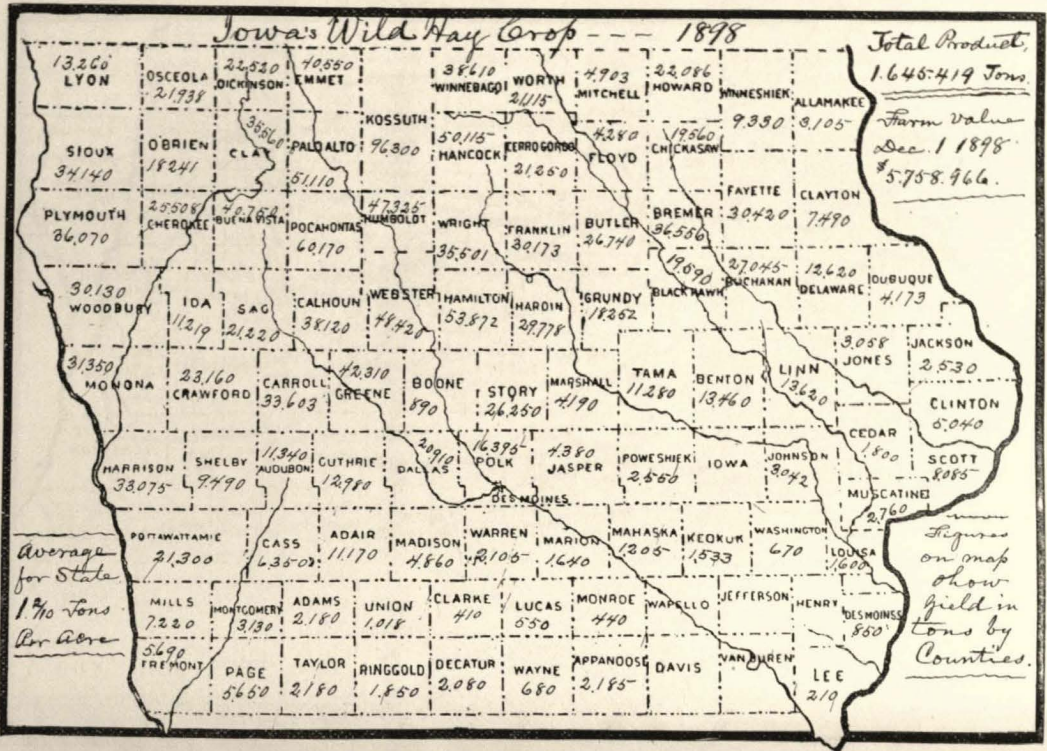 Iowa's Wild Hay Crop --- 1898
Total Product,
1.645.419 Tons.
Farm value
Dec. 1 1898
$5.758.966.
13.260
LYON
OSCEOLA
21.938
22.520
DICKINSON
40.550
EMMET
38.610
WINNEBAGO
WORTH
21.115
4.903
MITCHELL
22.086
HOWARD
WINNESHIEK
9.330
ALLAMAKEE
3.105
SIOUX
34.140
O'BRIEN
18241
35.560
CLAY
PALO ALTO
51.110
KOSSUTH
96.300
50.115
HANCOCK
CERRO GORDO
21.250
4.240
FLOYD
19.560
CHICKASAW
PLYMOUTH
36.070
25.508
CHEROKEE
40.750
BUENA VISTA
POCAHONTAS
60.170
47.325
HUMBOLDT
WRIGHT
35.501
FRANKLIN
30.173
BUTLER
26.740
BREMER
36.556
FAYETTE
30.420
CLAYTON
7.490
30.130
WOODBURY
IDA
11.219
SAC
21.220
CALHOUN
38.120
WEBSTER
48.420
HAMILTON
53.872
HARDIN
29.778
GRUNDY
18.252
19.590
BLACK HAWK
27.045
BUCHANAN
12.620
DELAWARE
DUBUQUE
4.173
31350
MONONA
23.160
CRAWFORD
CARROLL
33.603
42.310
GREENE
BOONE
890
STORY
26.250
MARSHALL
4.190
TAMA
11.280
BENTON
13.460
LINN
13.620
3.058
JONES
JACKSON
2.530
CLINTON
5.040
HARRISON
33.075
SHELBY
9.490
11.340
AUDUBON
GUTHRIE
12.980
20.910
DALLAS
16.395
POLK
DES MOINES
4.380
JASPER
POWESHIEK
2.550
IOWA
JOHNSON
3.042
CEDAR
1.800
SCOTT
8.085
MUSCATINE
2.760
POTTAWATTAMIE
21.300
CASS
6.350
ADAIR
11.170
MADISON
4.860
WARREN
2.105
MARION
1.640
MAHASKA
1.205
KEOKUK
1.533
WASHINGTON
670
LOUISA
1.600
Average
for State
1 2/10 Tons
Per Acre
Figures
on map
show
yield in
tons by
Counties.
MILLS
7.220
MONTGOMERY
3.130
ADAMS
2.180
UNION
1.018
CLARKE
410
LUCAS
550
MONROE
440
WAPELLO
JEFFERSON
HENRY
DES MOINSS
850
5.690
FREMONT
PAGE
5.650
TAYLOR
2.180
RINGGOLD
1.850
DECATUR
2.080
WAYNE
680
APPANOOSE
2.185
DAVIS
VAN BUREN
LEE
219